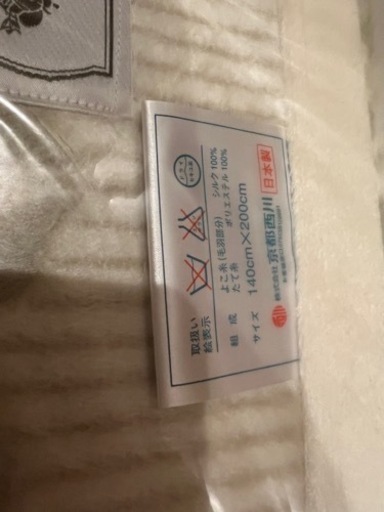 取扱い
絵表示
組成
よこ糸(毛羽部分) シルク100%
たて糸 ポリエステル100%
サイズ 140cm×200cm
株式会社 京都西川 日本製